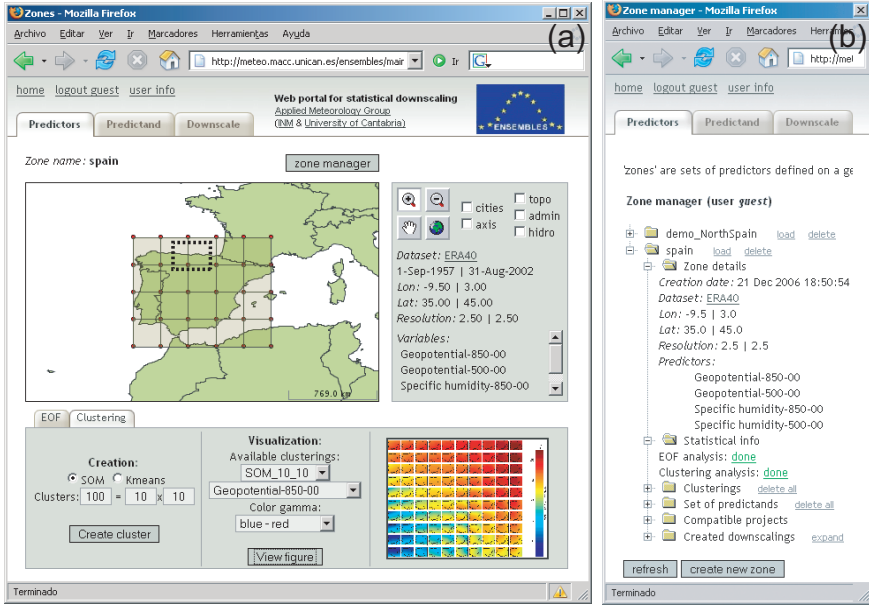 Zones - Mozilla Firefox
(a)
Archivo Editar Ver Ir Marcadores Herramientas Ayuda
http://meteo.macc.unican.es/ensembles/mair
Ir
G
home logout guest user info
Web portal for statistical downscaling
Applied Meteorology Group
(INM & University of Cantabria)
ENSEMBLES
Predictors Predictand Downscale
Zone name: spain
zone manager
cities
axis
topo
admin
hidro
Dataset: ERA40
1-Sep-1957 | 31-Aug-2002
Lon: -9.50 | 3.00
Lat: 35.00 | 45.00
Resolution: 2.50 | 2.50
Variables:
Geopotential-850-00
Geopotential-500-00
Specific humidity-850-00
769.0 km
EOF Clustering
Creation:
SOM Kmeans
Clusters: 100 = 10 x 10
Create cluster
Visualization:
Available clusterings:
SOM_10_10
Geopotential-850-00
Color gamma:
blue - red
View figure
Terminado
Zone manager - Mozilla Firefox
(b)
Archivo Editar Ver Ir Marcadores Herramier
http://mel
home logout guest user info
Predictors Predictand Downscale
'zones' are sets of predictors defined on a ge
Zone manager (user guest)
demo_NorthSpain load delete
spain load delete
Zone details
Creation date: 21 Dec 2006 18:50:54
Dataset: ERA40
Lon: -9.5 | 3.0
Lat: 35.0 | 45.0
Resolution: 2.5 | 2.5
Predictors:
Geopotential-850-00
Geopotential-500-00
Specific humidity-850-00
Specific humidity-500-00
Statistical info
EOF analysis: done
Clustering analysis: done
Clusterings delete all
Set of predictands delete all
Compatible projects
Created downscalings expand
refresh create new zone
Terminado